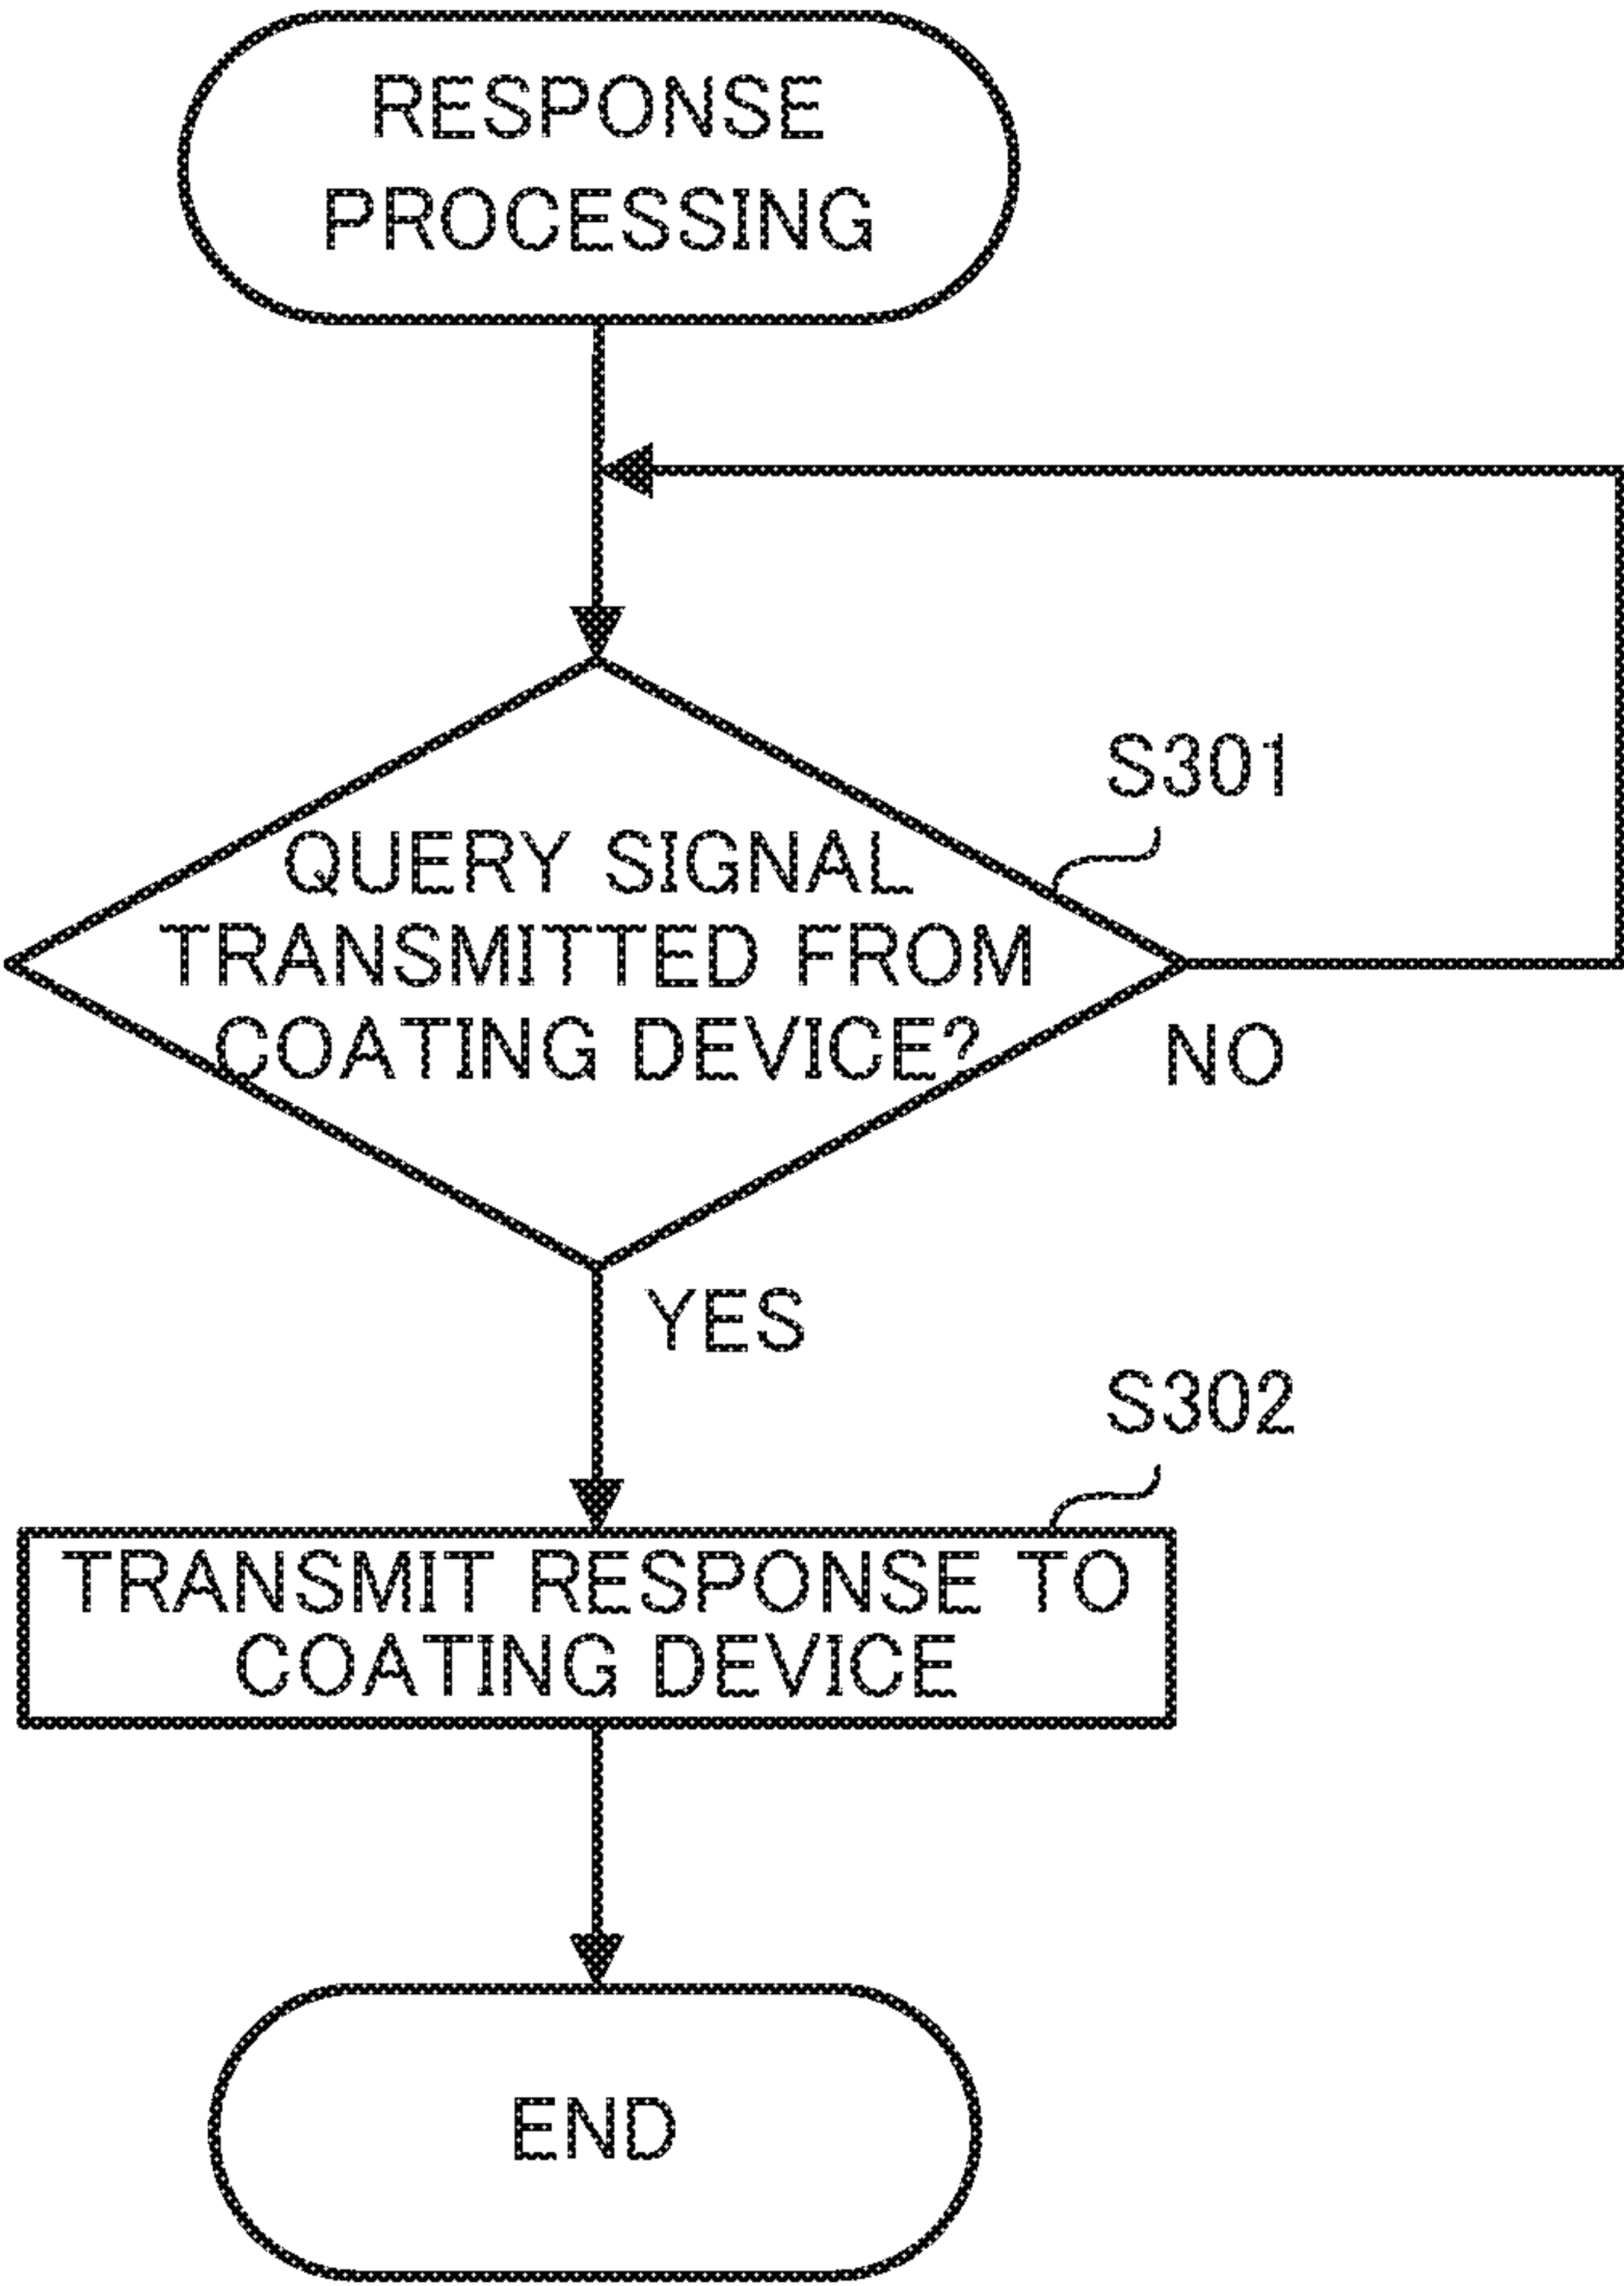 RESPONSE
PROCESSING
S301
QUERY SIGNAL
TRANSMITTED FROM
COATING DEVICE?
NO
YES
S302
TRANSMIT RESPONSE TO
COATING DEVICE
END